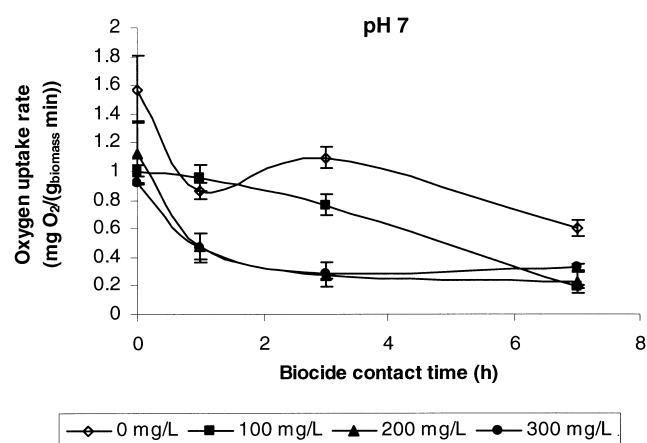 pH 7
Oxygen uptake rate
(mg O2/(gbiomass min))
2
1.8
1.6
1.4
1.2
1
0.8
0.6
0.4
0.2
0
0 2 4 6 8
Biocide contact time (h)
0 mg/L 100 mg/L 200 mg/L 300 mg/L